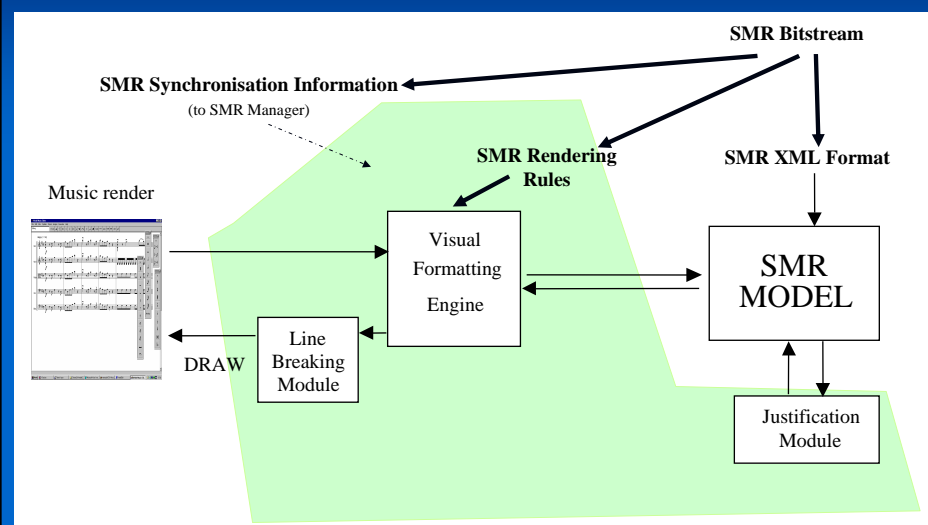 SMR Bitstream
SMR Synchronisation Information
(to SMR Manager)
SMR Rendering
Rules
SMR XML Format
Music render
Visual
Formatting
Engine
SMR
MODEL
Line
Breaking
Module
DRAW
Justification
Module